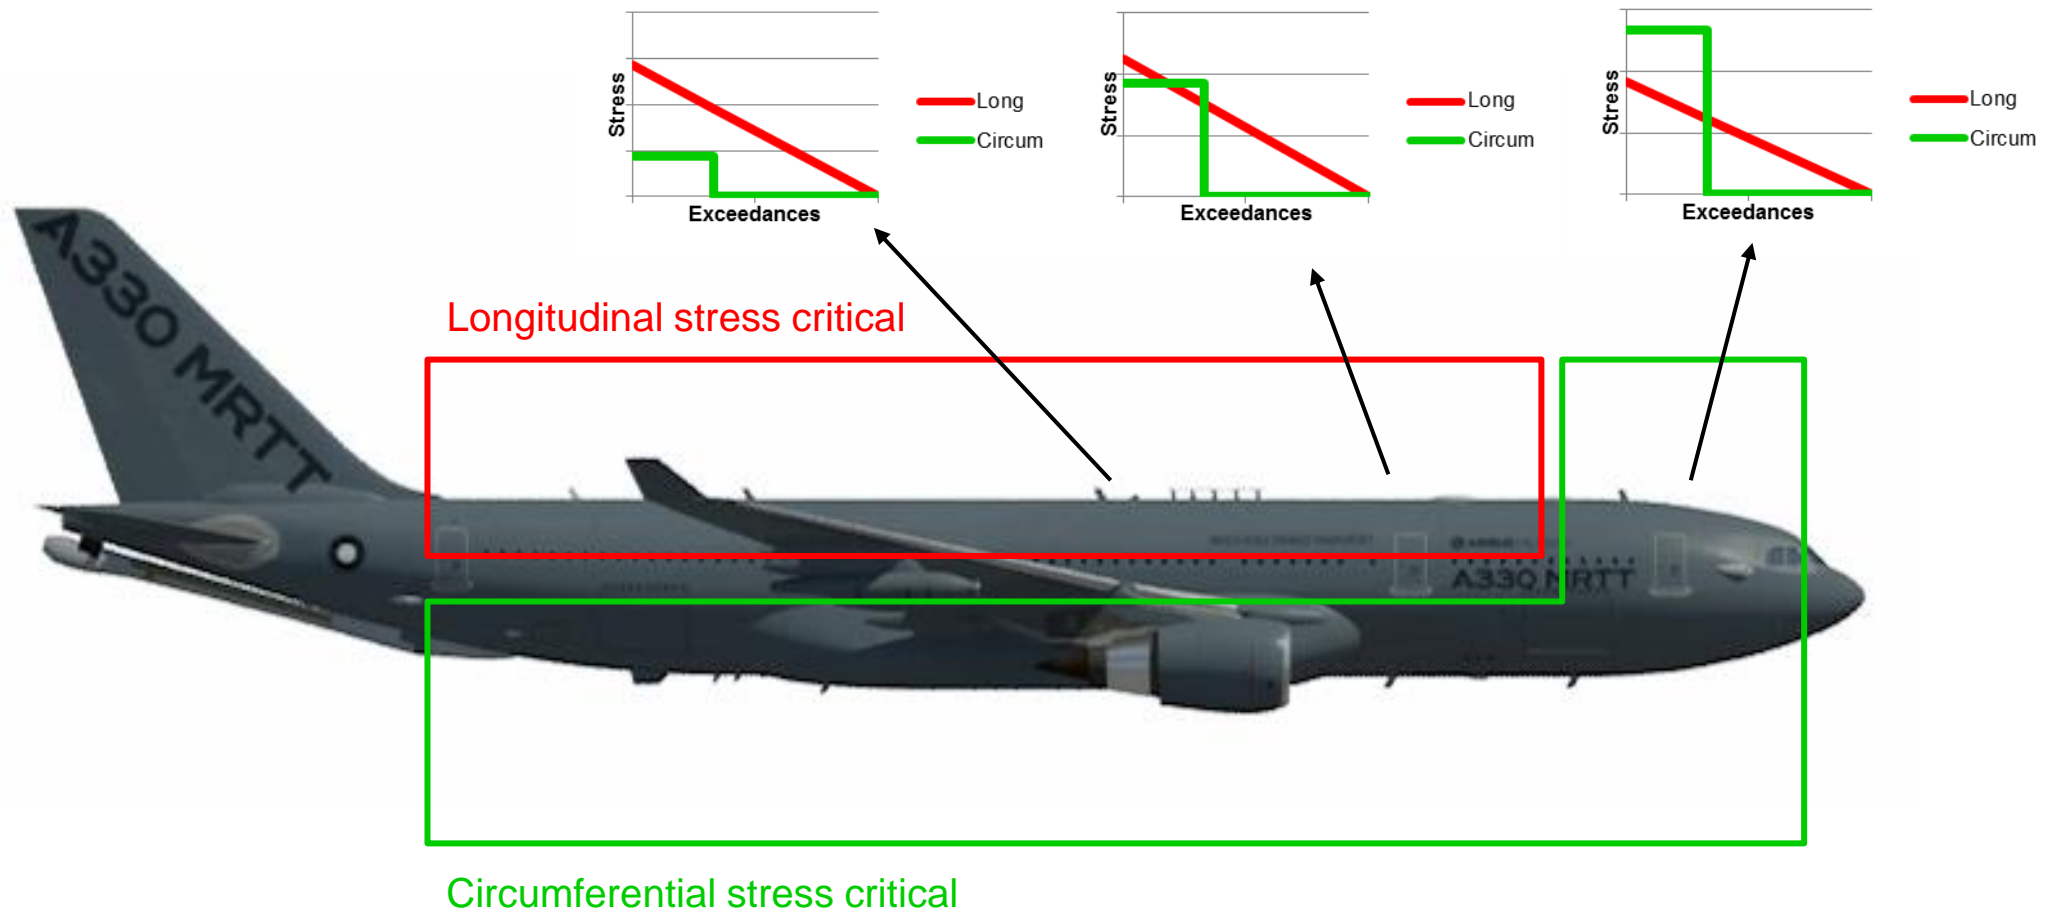 Stress
Long
Circum
Exceedances
Stress
Long
Circum
Exceedances
Stress
Long
Circum
Exceedances
A330 MRTT
Longitudinal stress critical
A330 MRTT
Circumferential stress critical